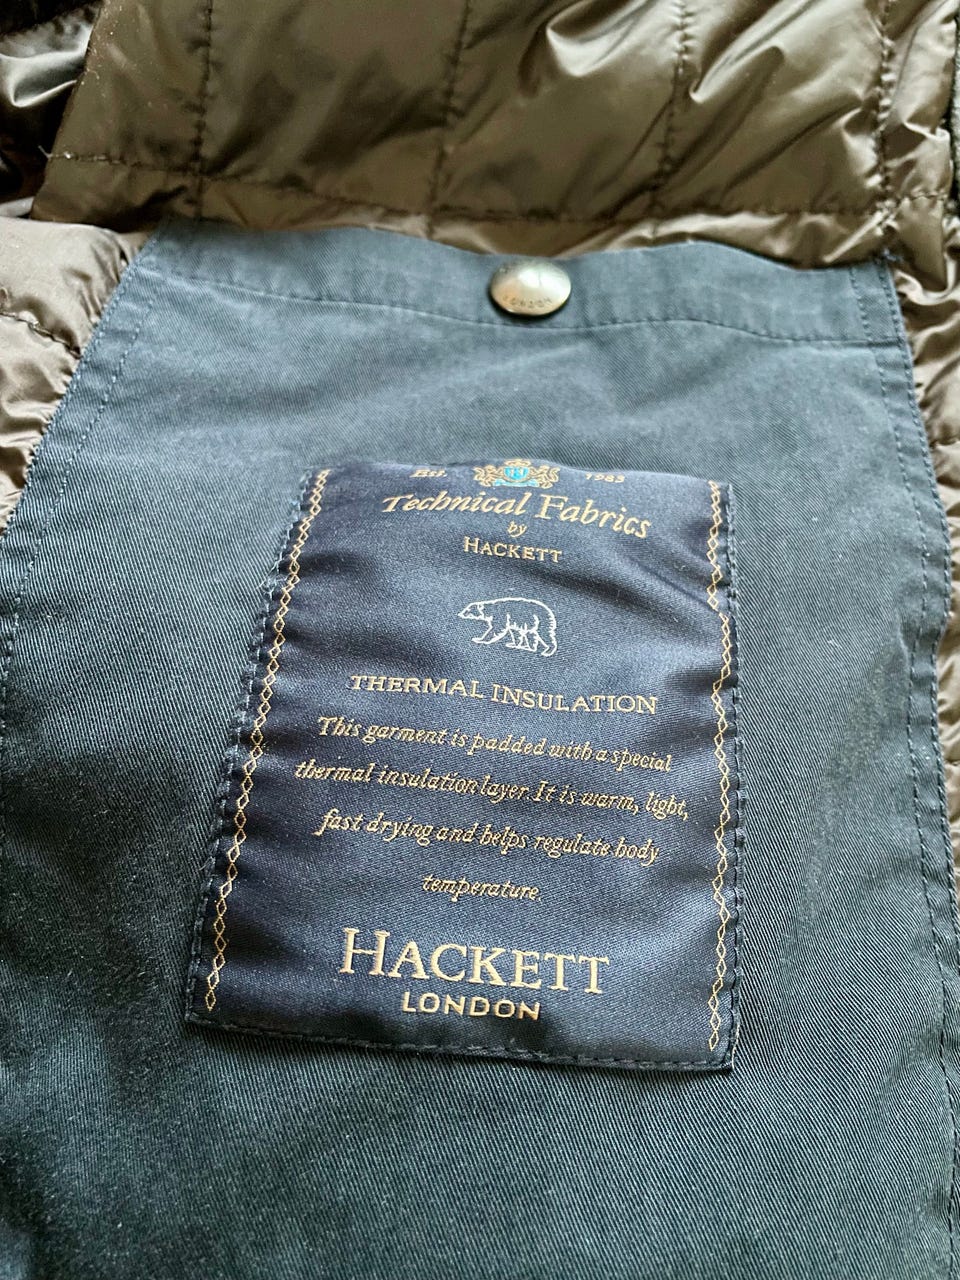 LONDON
Est. 1983
Technical Fabrics
by
HACKETT
THERMAL INSULATION
This garment is padded with a special
thermal insulation layer. It is warm, light,
fast drying and helps regulate body
temperature.
HACKETT
LONDON